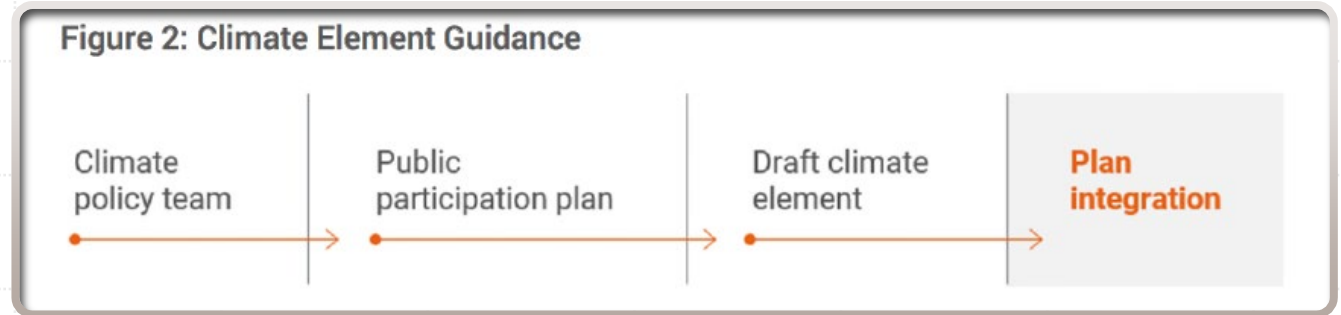 Figure 2: Climate Element Guidance
Climate
policy team
Public
participation plan
Draft climate
element
Plan
integration